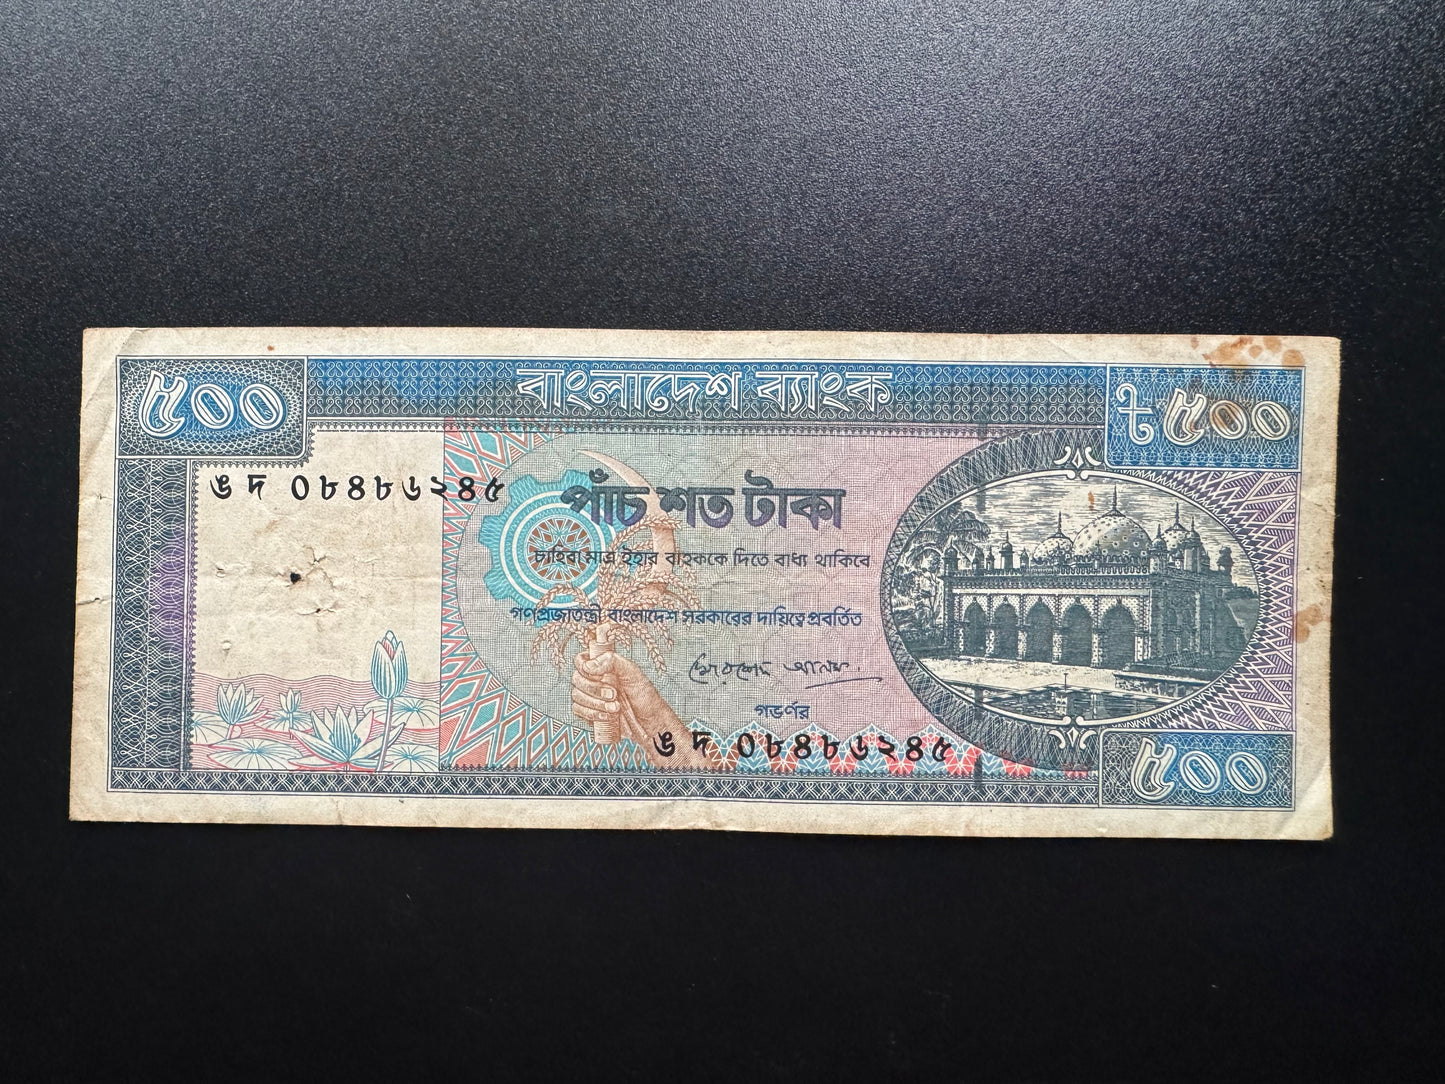 ৫০০
বাংলাদেশ ব্যাংক
৳ ৫০০
ঙ দ ০৮৪৮৬২৪৫
পাঁচ শত টাকা
চাহিবা মাত্র ইহার বাহককে দিতে বাধ্য থাকিবে
গণপ্রজাতন্ত্রী বাংলাদেশ সরকারের দায়িত্বে প্রবর্তিত
গভর্ণর
ঙ দ ০৮৪৮৬২৪৫
৫০০